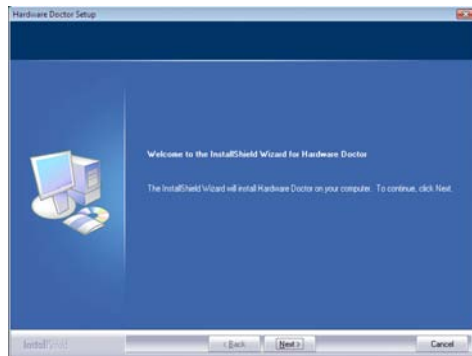 Hardware Doctor Setup
Welcome to the InstallShield Wizard for Hardware Doctor
The InstallShield Wizard will install Hardware Doctor on your computer. To continue, click Next.
InstallShield
< Back
Next >
Cancel